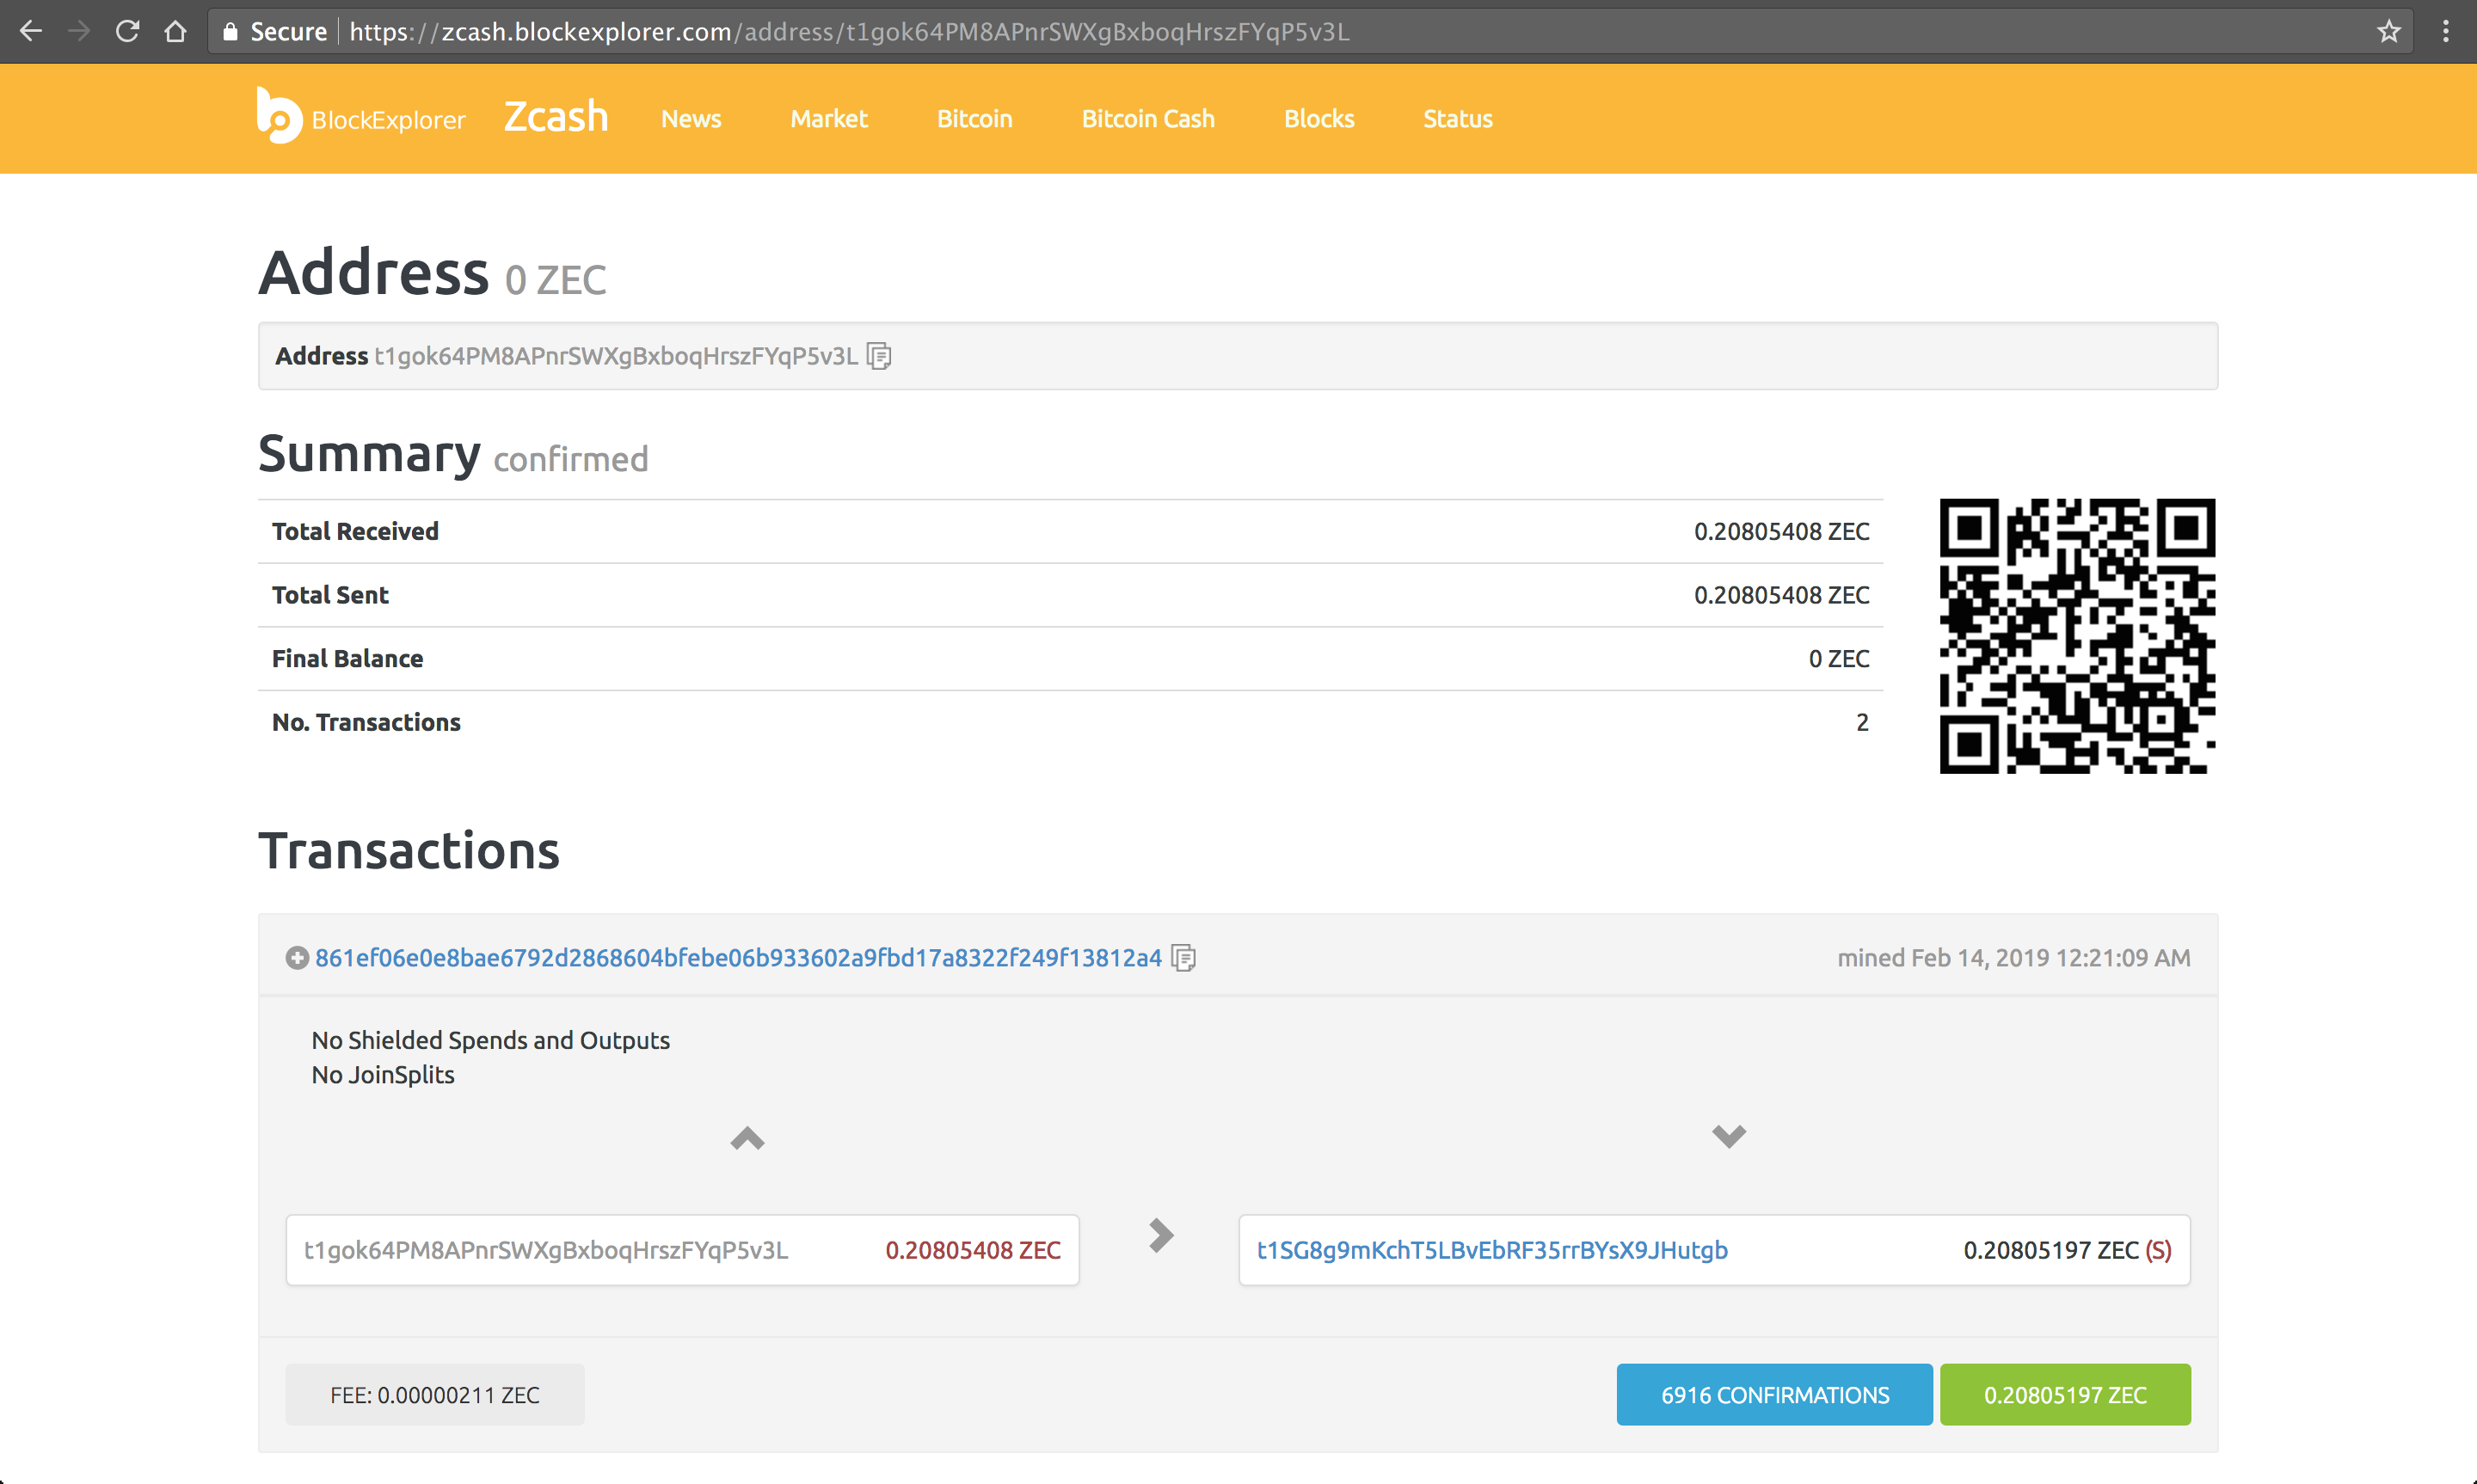 Secure https://zcash.blockexplorer.com/address/t1gok64PM8APnrSWXgBxboqHrszFYqP5v3L
BlockExplorer Zcash News Market Bitcoin Bitcoin Cash Blocks Status
Address 0 ZEC
Address t1gok64PM8APnrSWXgBxboqHrszFYqP5v3L
Summary confirmed
Total Received 0.20805408 ZEC
Total Sent 0.20805408 ZEC
Final Balance 0 ZEC
No. Transactions 2
Transactions
861ef06e0e8bae6792d2868604bfebe06b933602a9fbd17a8322f249f13812a4 mined Feb 14, 2019 12:21:09 AM
No Shielded Spends and Outputs
No JoinSplits
t1gok64PM8APnrSWXgBxboqHrszFYqP5v3L 0.20805408 ZEC t1SG8g9mKchT5LBvEbRF35rrBYsX9JHutgb 0.20805197 ZEC (S)
FEE: 0.00000211 ZEC 6916 CONFIRMATIONS 0.20805197 ZEC